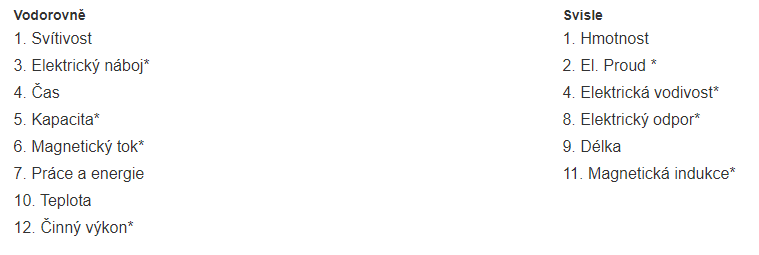 Vodorovně
1. Svítivost
3. Elektrický náboj*
4. Čas
5. Kapacita*
6. Magnetický tok*
7. Práce a energie
10. Teplota
12. Činný výkon*
Svisle
1. Hmotnost
2. El. Proud *
4. Elektrická vodivost*
8. Elektrický odpor*
9. Délka
11. Magnetická indukce*